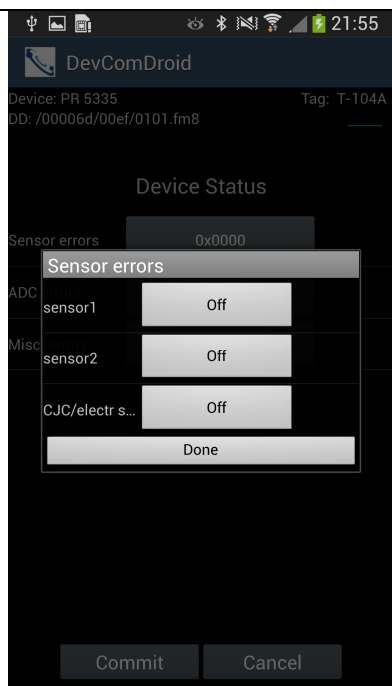 21:55
DevComDroid
Device: PR 5335 Tag: T-104A
DD: /00006d/00ef/0101.fm8
Device Status
Sensor errors 0x0000
Sensor errors
ADC
sensor1 Off
Misc
sensor2 Off
CJC/electr s... Off
Done
Commit Cancel